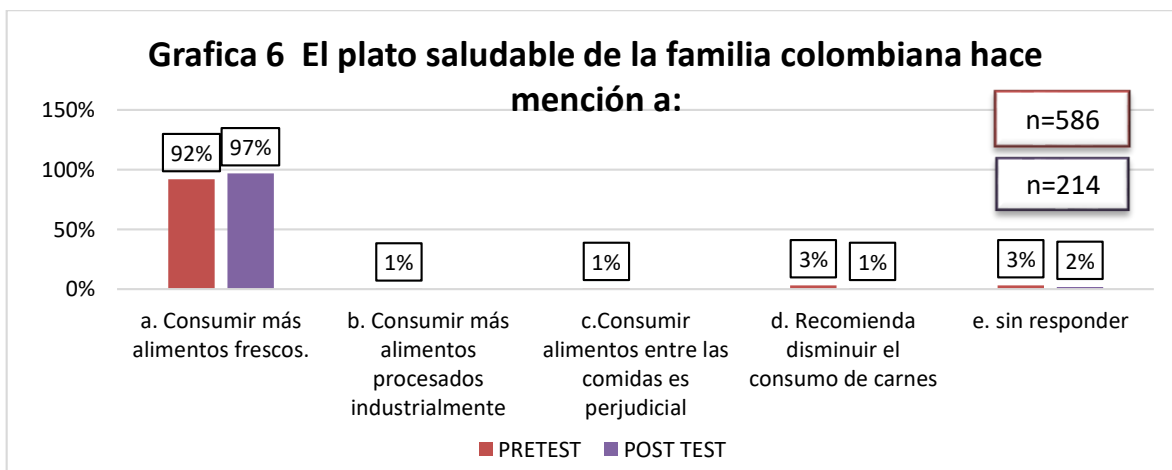 Grafica 6  El plato saludable de la familia colombiana hace
mención a:
150%
100%
50%
0%
n=586
n=214
92%
97%
1%
1%
3%
1%
3%
2%
a. Consumir más
alimentos frescos.
b. Consumir más
alimentos
procesados
industrialmente
c.Consumir
alimentos entre las
comidas es
perjudicial
d. Recomienda
disminuir el
consumo de carnes
e. sin responder
PRETEST
POST TEST